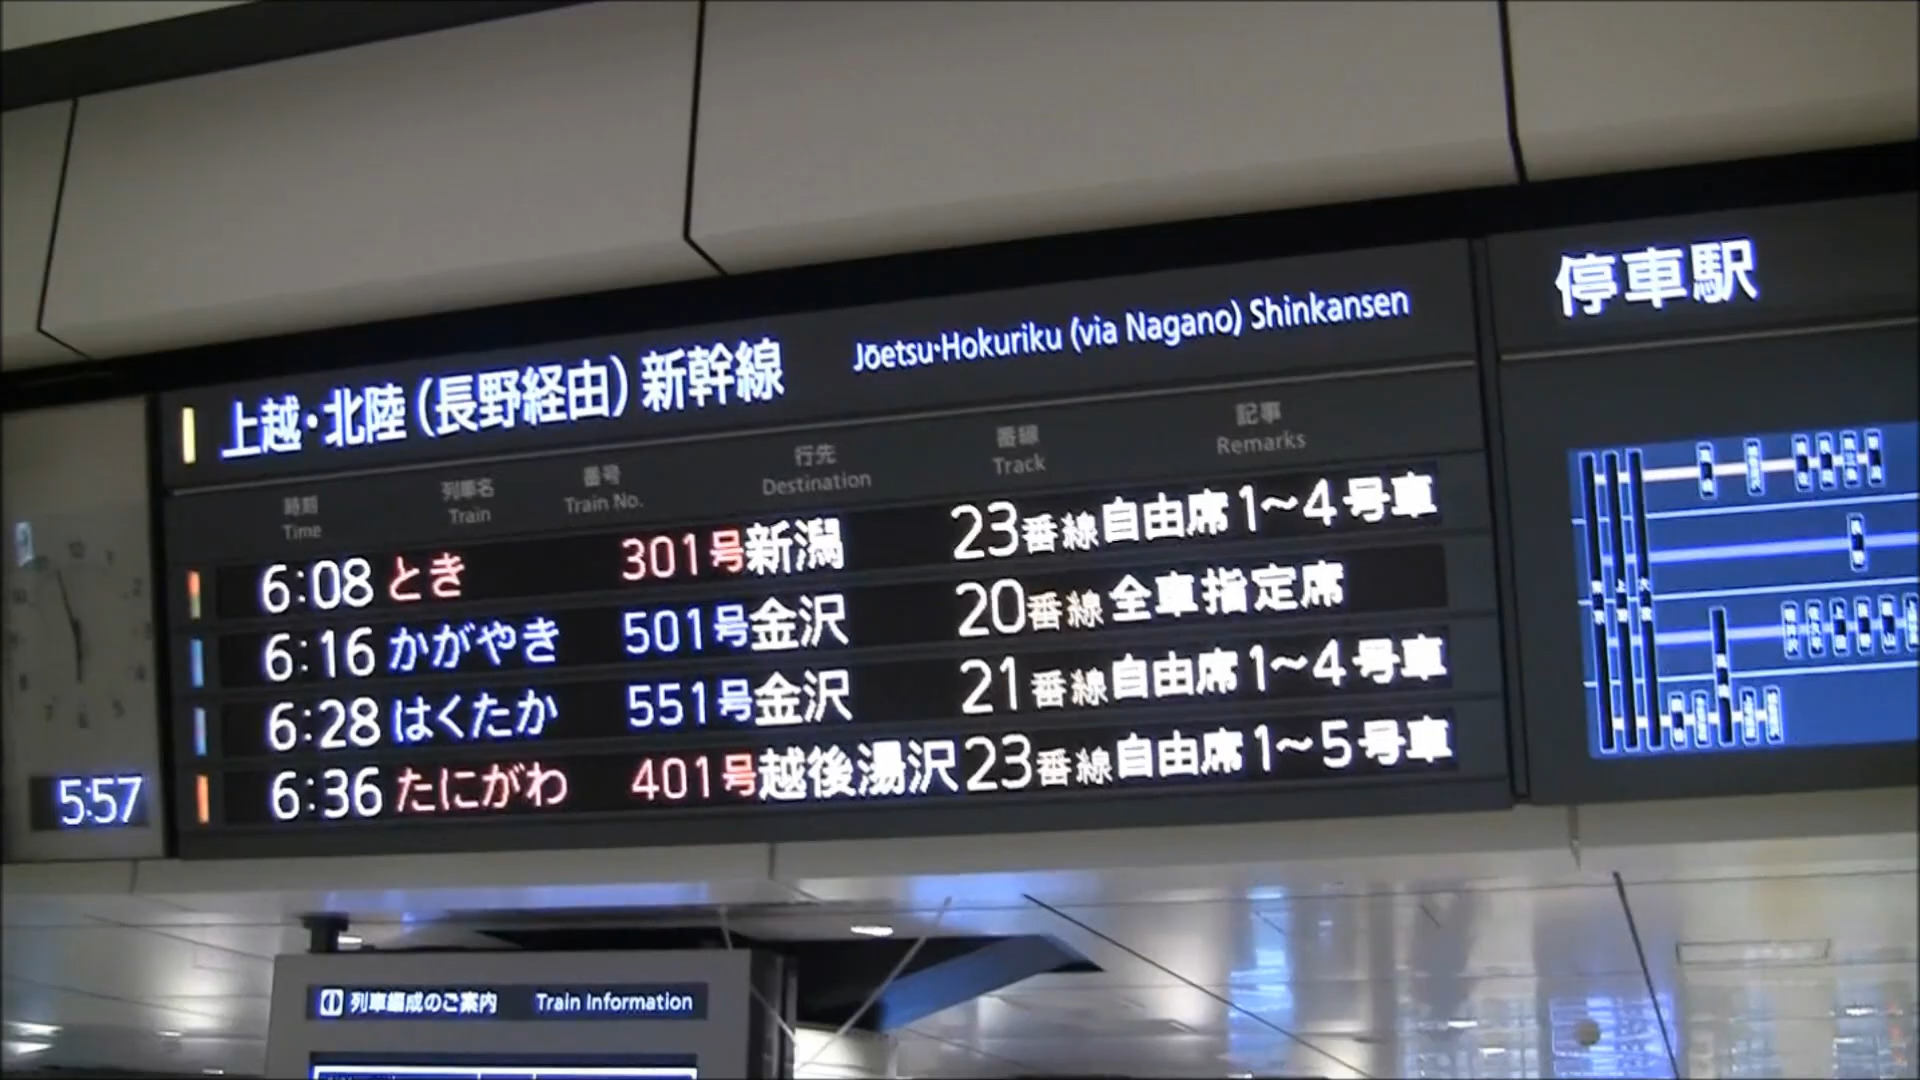 上越・北陸(長野経由)新幹線 Jōetsu・Hokuriku (via Nagano) Shinkansen
時刻 列車名 番号 行先 番線 記事
Time Train Train No. Destination Track Remarks
6:08 とき 301号 新潟 23番線 自由席1～4号車
6:16 かがやき 501号 金沢 20番線 全車指定席
6:28 はくたか 551号 金沢 21番線 自由席1～4号車
6:36 たにがわ 401号 越後湯沢 23番線 自由席1～5号車
5:57
停車駅
列車編成のご案内 Train Information